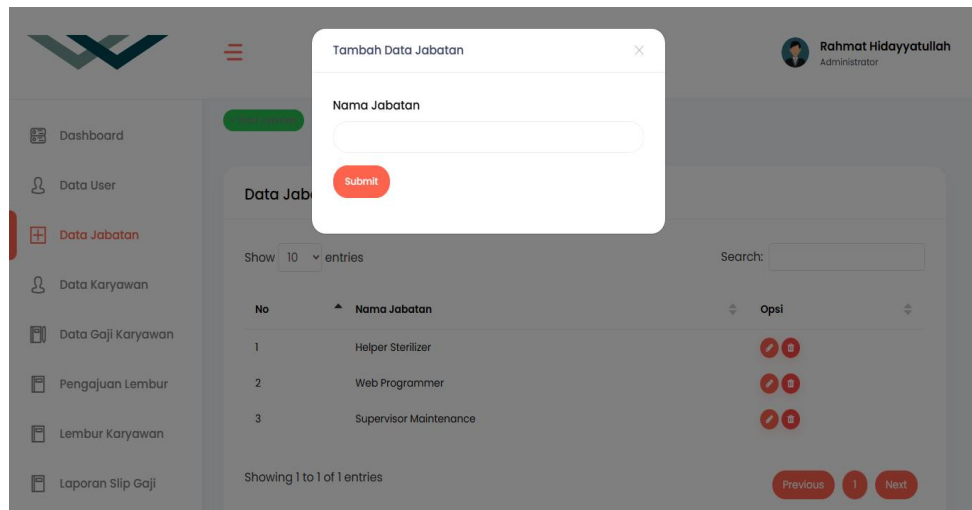 Tambah Data Jabatan
Rahmat Hidayyatullah
Administrator
Nama Jabatan
Submit
Dashboard
Data User
Data Jabatan
Data Karyawan
Data Gaji Karyawan
Pengajuan Lembur
Lembur Karyawan
Laporan Slip Gaji
Data Jab
Show 10 entries
Search:
No Nama Jabatan Opsi
1 Helper Sterilizer
2 Web Programmer
3 Supervisor Maintenance
Showing 1 to 1 of 1 entries
Previous 1 Next